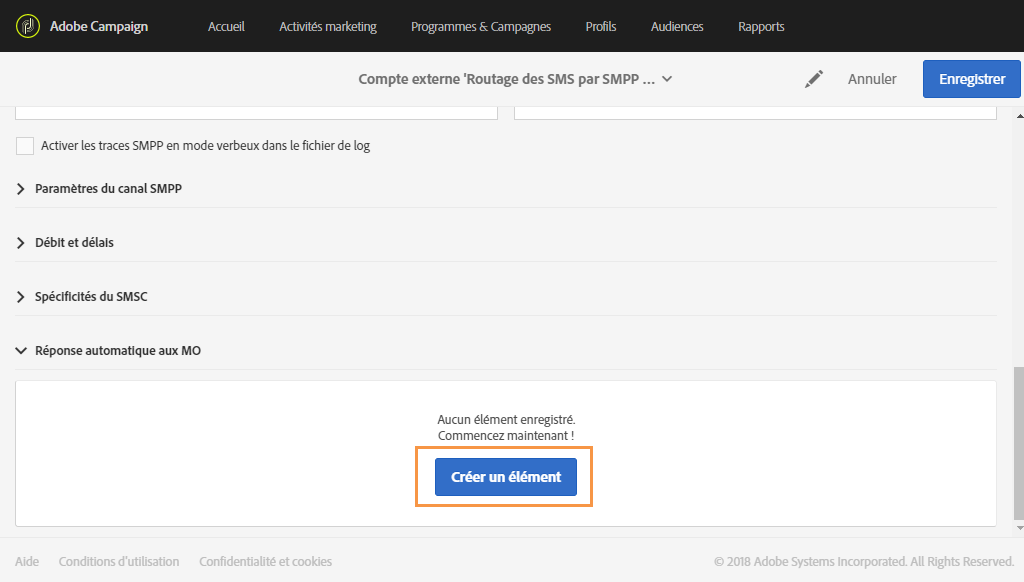 Adobe Campaign Accueil Activités marketing Programmes & Campagnes Profils Audiences Rapports
Compte externe 'Routage des SMS par SMPP ... Annuler Enregistrer
Activer les traces SMPP en mode verbeux dans le fichier de log
Paramètres du canal SMPP
Débit et délais
Spécificités du SMSC
Réponse automatique aux MO
Aucun élément enregistré.
Commencez maintenant !
Créer un élément
Aide Conditions d'utilisation Confidentialité et cookies © 2018 Adobe Systems Incorporated. All Rights Reserved.